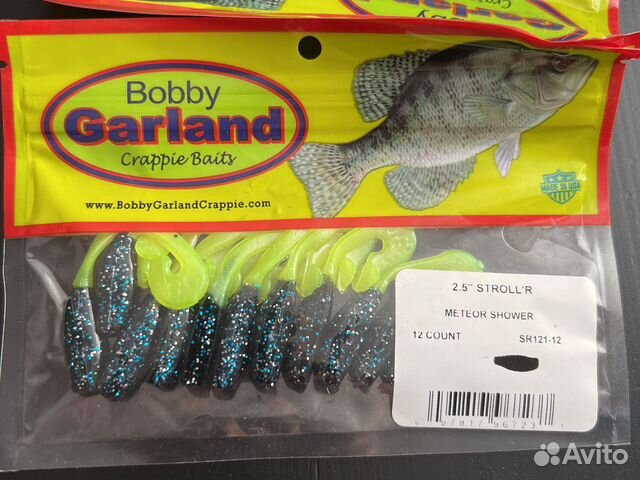 Bobby
Garland
Crappie Baits
www.BobbyGarlandCrappie.com
MADE IN USA
2.5" STROLL'R
METEOR SHOWER
12 COUNT SR121-12
Avito